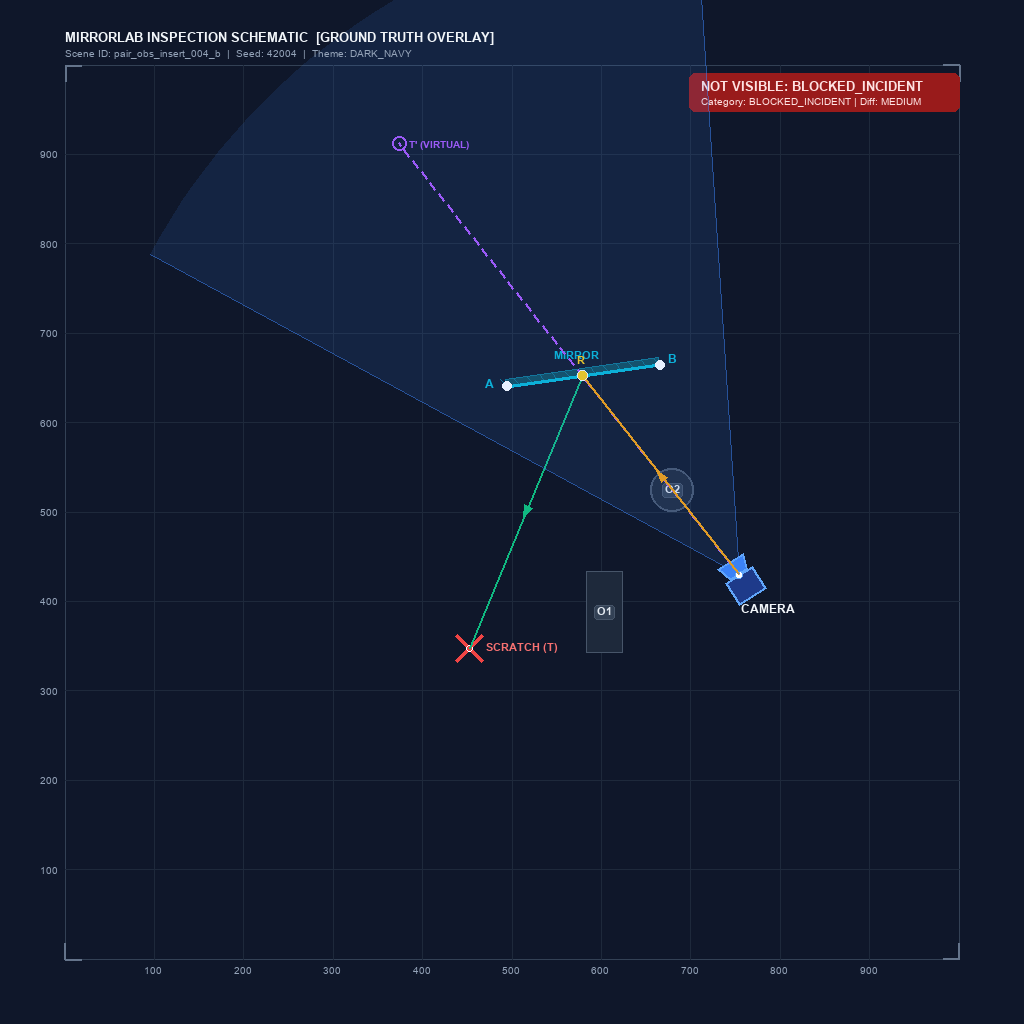 MIRRORLAB INSPECTION SCHEMATIC [GROUND TRUTH OVERLAY]
Scene ID: pair_obs_insert_004_b | Seed: 42004 | Theme: DARK_NAVY
NOT VISIBLE: BLOCKED_INCIDENT
Category: BLOCKED_INCIDENT | Diff: MEDIUM
T' (VIRTUAL)
MIRROR
R
A
B
O2
CAMERA
O1
SCRATCH (T)
900
800
700
600
500
400
300
200
100
100 200 300 400 500 600 700 800 900